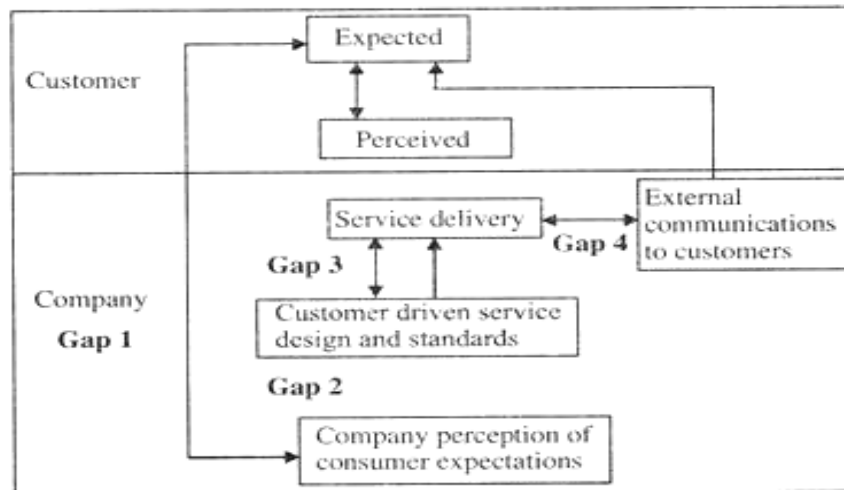 Expected
Customer
Perceived
Service delivery
External
communications
to customers
Gap 4
Gap 3
Company
Gap 1
Customer driven service
design and standards
Gap 2
Company perception of
consumer expectations